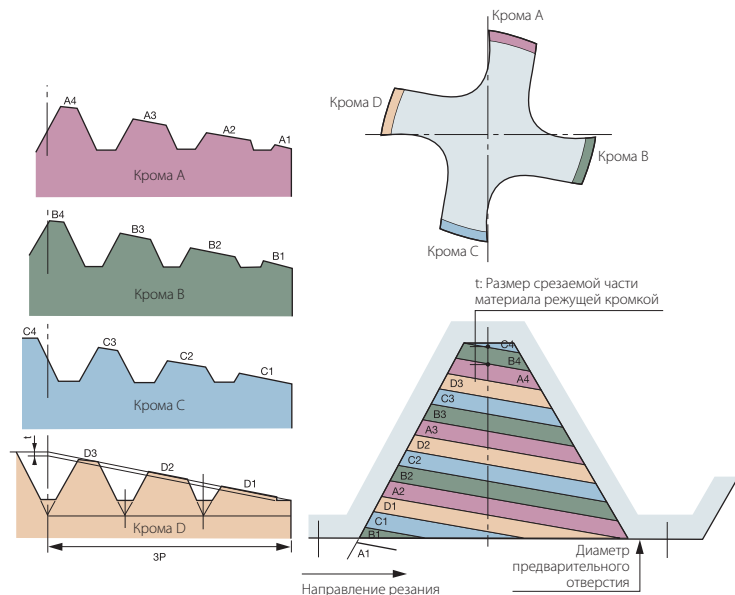 Крома A
A4
A3
A2
A1
Крома A
Крома D
Крома B
Крома C
B4
B3
B2
B1
Крома B
C4
C3
C2
C1
Крома C
t
D3
D2
D1
Крома D
3P
t: Размер срезаемой части
материала режущей кромкой
C4
B4
A4
D3
C3
B3
A3
D2
C2
B2
A2
D1
C1
B1
A1
Диаметр
предварительного
отверстия
Направление резания